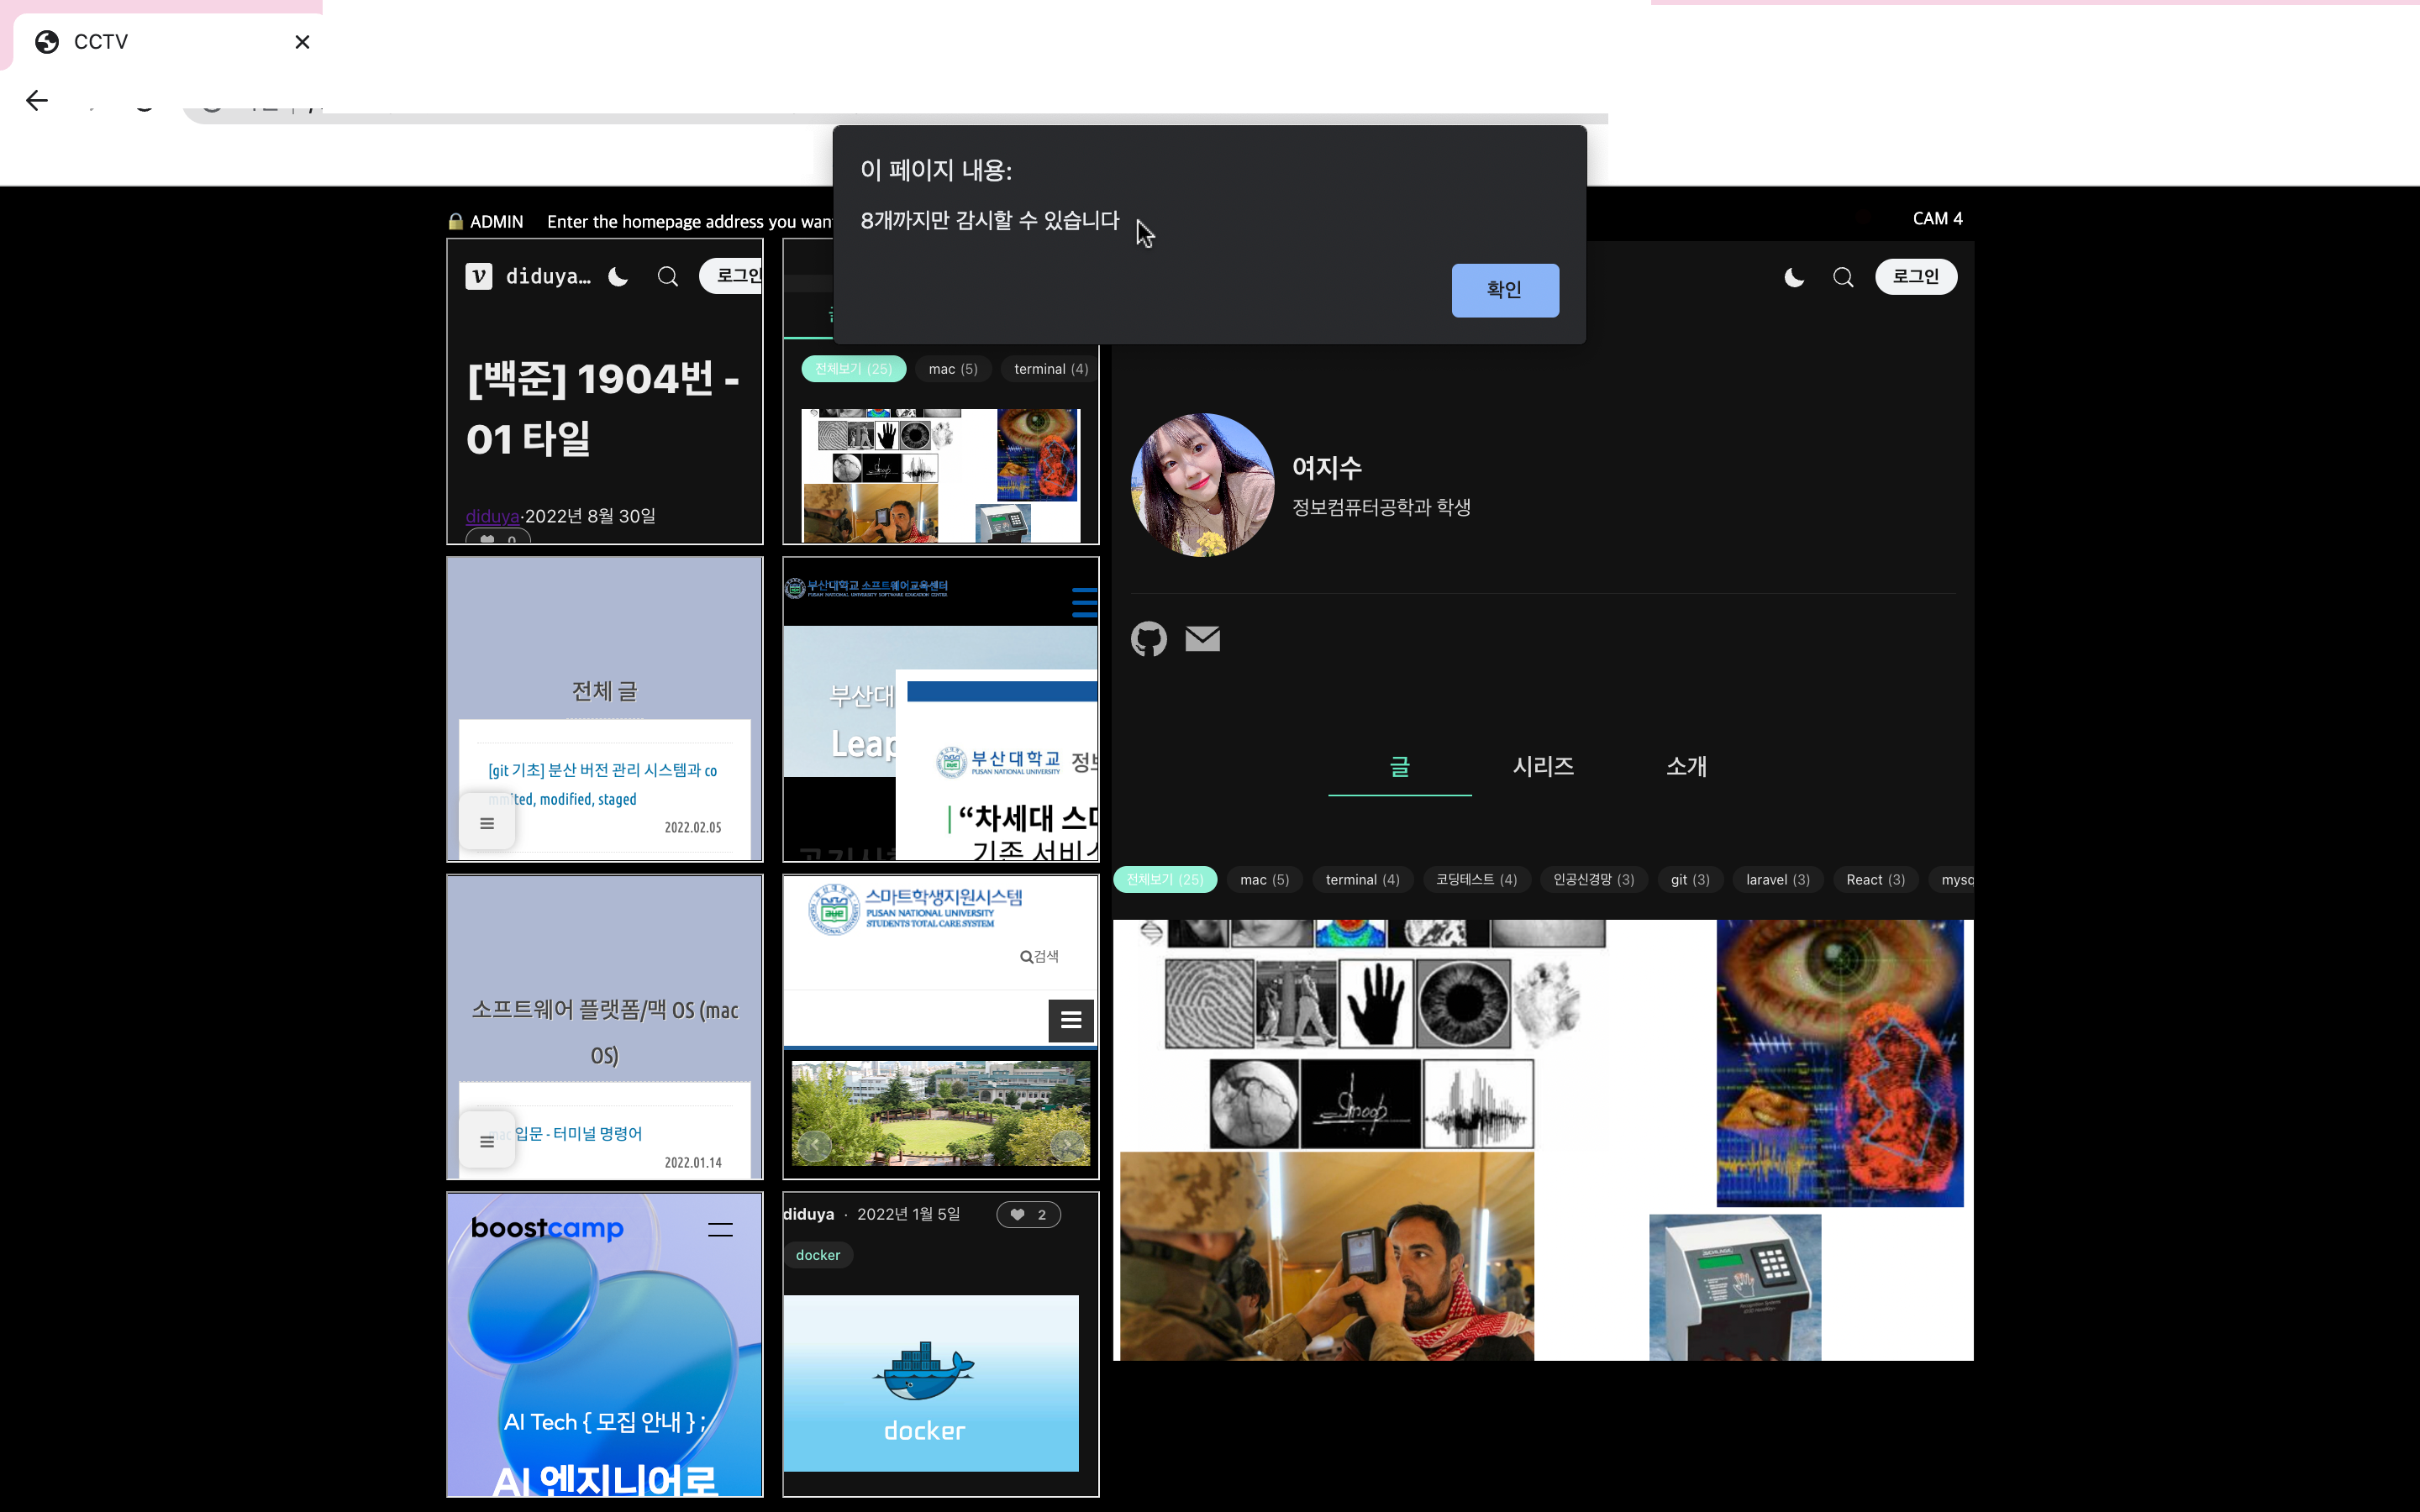 CCTV
이 페이지 내용:
8개까지만 감시할 수 있습니다
확인
ADMIN
Enter the homepage address you wan
CAM 4
diduya...
로그인
[백준] 1904번 -
01 타일
diduya·2022년 8월 30일
전체보기 (25)
mac (5)
terminal (4)
전체 글
[git 기초] 분산 버전 관리 시스템과 co
mmited, modified, staged
2022.02.05
부산대학교 소프트웨어교육센터
PUSAN NATIONAL UNIVERSITY SOFTWARE EDUCATION CENTER
부산대
Leap
부산대학교
PUSAN NATIONAL UNIVERSITY
정보
“차세대 스마
기존 서비스
소프트웨어 플랫폼/맥 OS (mac
OS)
mac 입문 - 터미널 명령어
2022.01.14
스마트학생지원시스템
PUSAN NATIONAL UNIVERSITY
STUDENTS TOTAL CARE SYSTEM
검색
boostcamp
AI Tech { 모집 안내 } ;
AI 엔지니어로
diduya · 2022년 1월 5일
2
docker
docker
로그인
여지수
정보컴퓨터공학과 학생
글
시리즈
소개
전체보기 (25)
mac (5)
terminal (4)
코딩테스트 (4)
인공신경망 (3)
git (3)
laravel (3)
React (3)
mysq